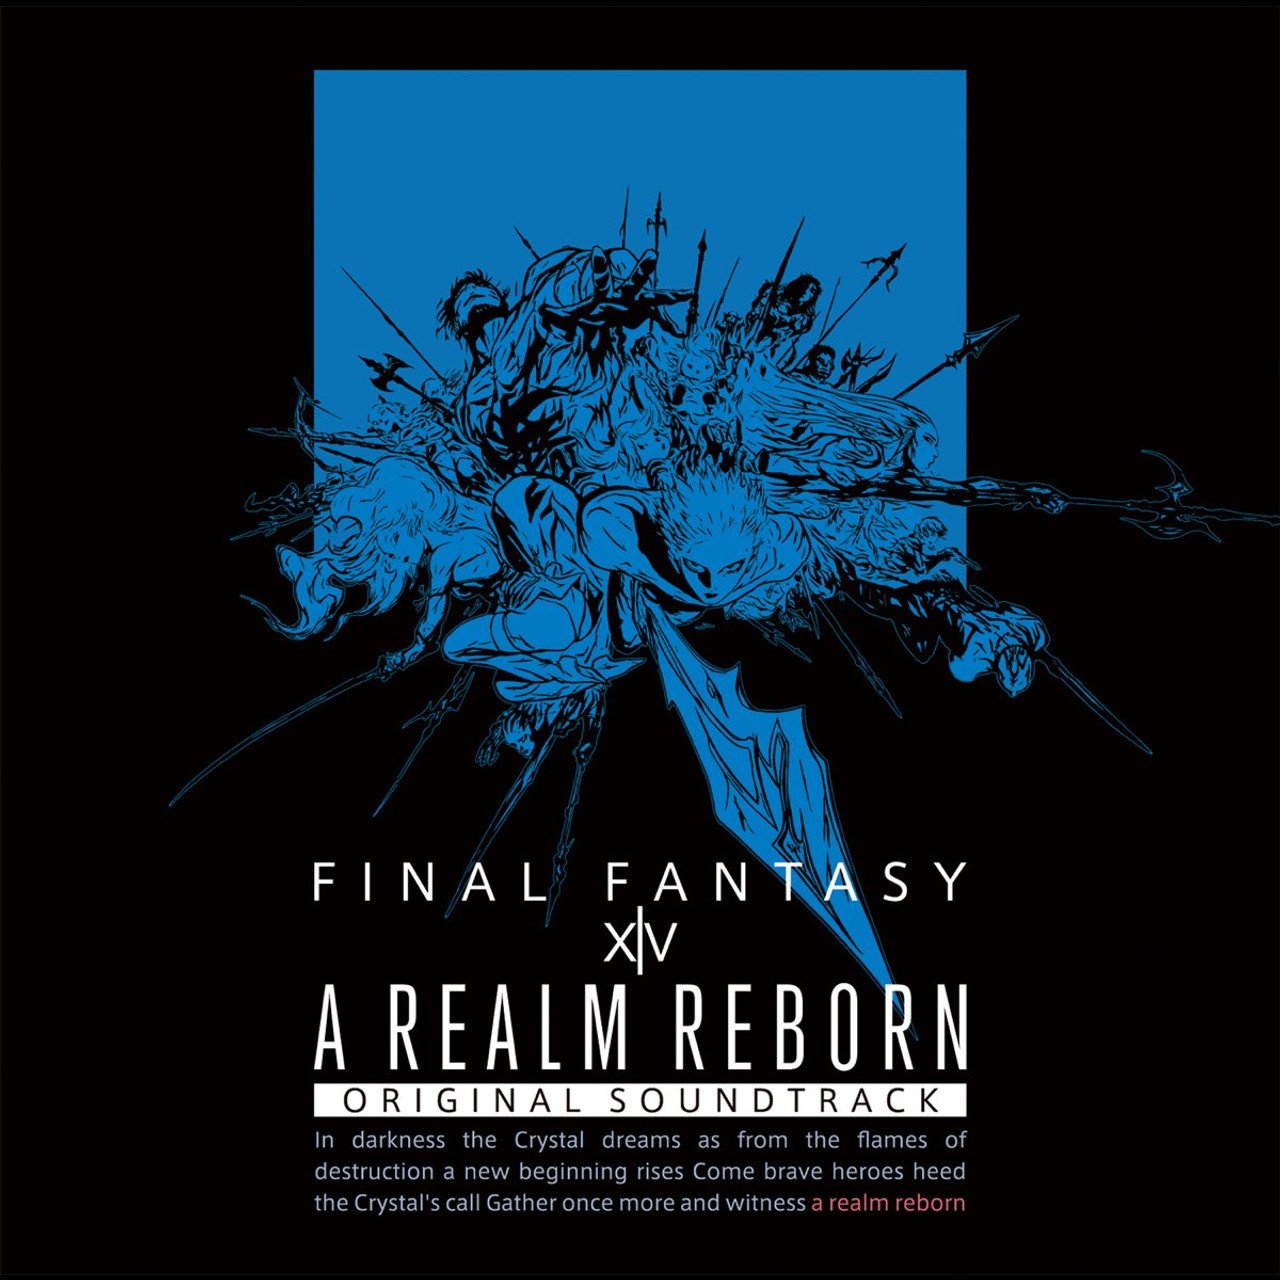 FINAL FANTASY
XIV
A REALM REBORN
ORIGINAL SOUNDTRACK
In darkness the Crystal dreams as from the flames of
destruction a new beginning rises Come brave heroes heed
the Crystal's call Gather once more and witness a realm reborn